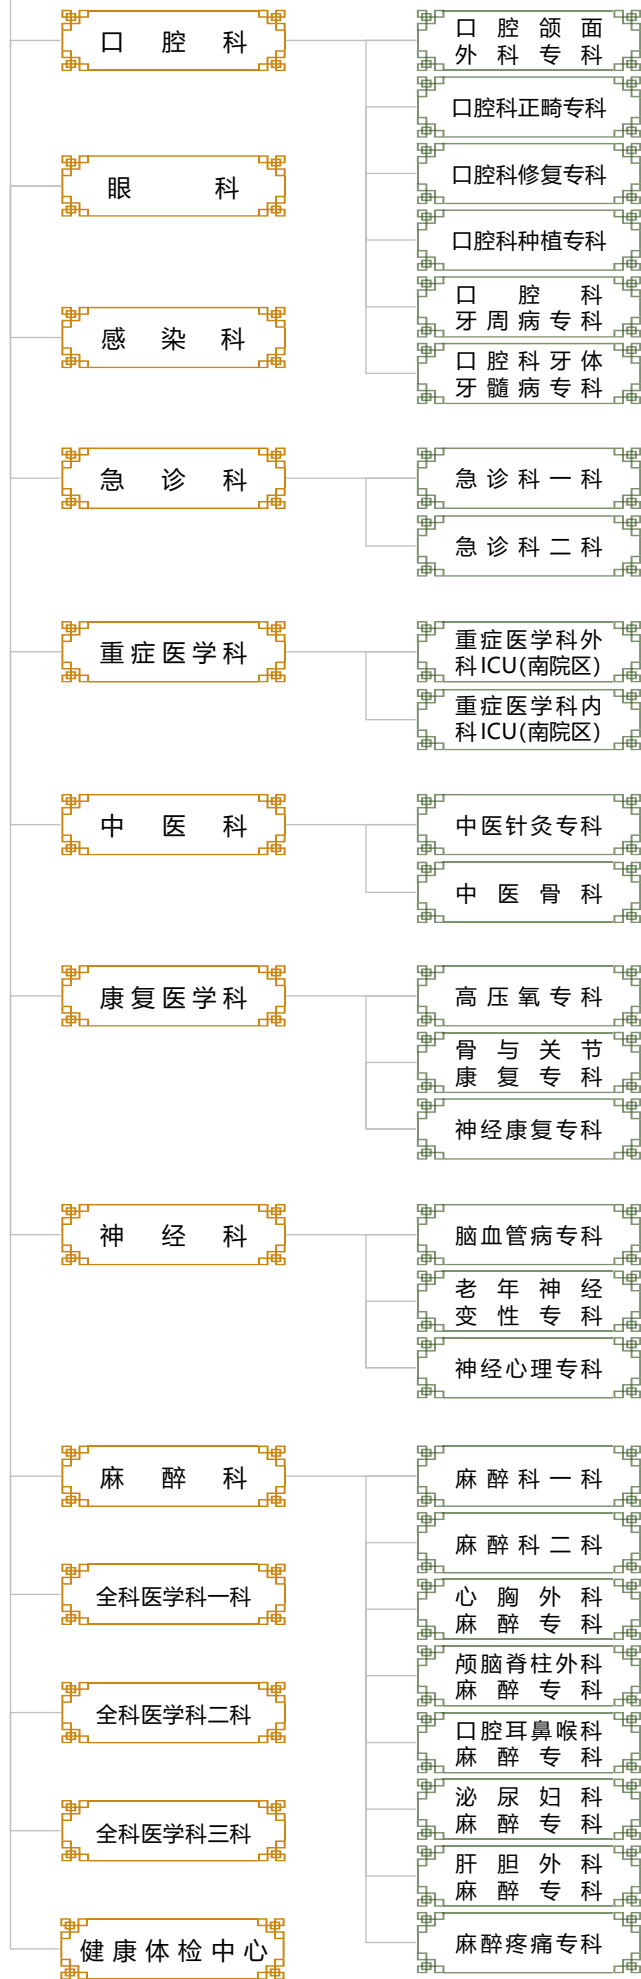 口腔科
口腔颌面
外科专科
口腔科正畸专科
口腔科修复专科
口腔科种植专科
口腔科
牙周病专科
口腔科牙体
牙髓病专科
眼科
感染科
急诊科
急诊科一科
急诊科二科
重症医学科
重症医学科外
科ICU(南院区)
重症医学科内
科ICU(南院区)
中医科
中医针灸专科
中医骨科
康复医学科
高压氧专科
骨与关节
康复专科
神经康复专科
神经科
脑血管病专科
老年神经
变性专科
神经心理专科
麻醉科
麻醉科一科
麻醉科二科
心胸外科
麻醉专科
颅脑脊柱外科
麻醉专科
口腔耳鼻喉科
麻醉专科
泌尿妇科
麻醉专科
肝胆外科
麻醉专科
麻醉疼痛专科
全科医学科一科
全科医学科二科
全科医学科三科
健康体检中心